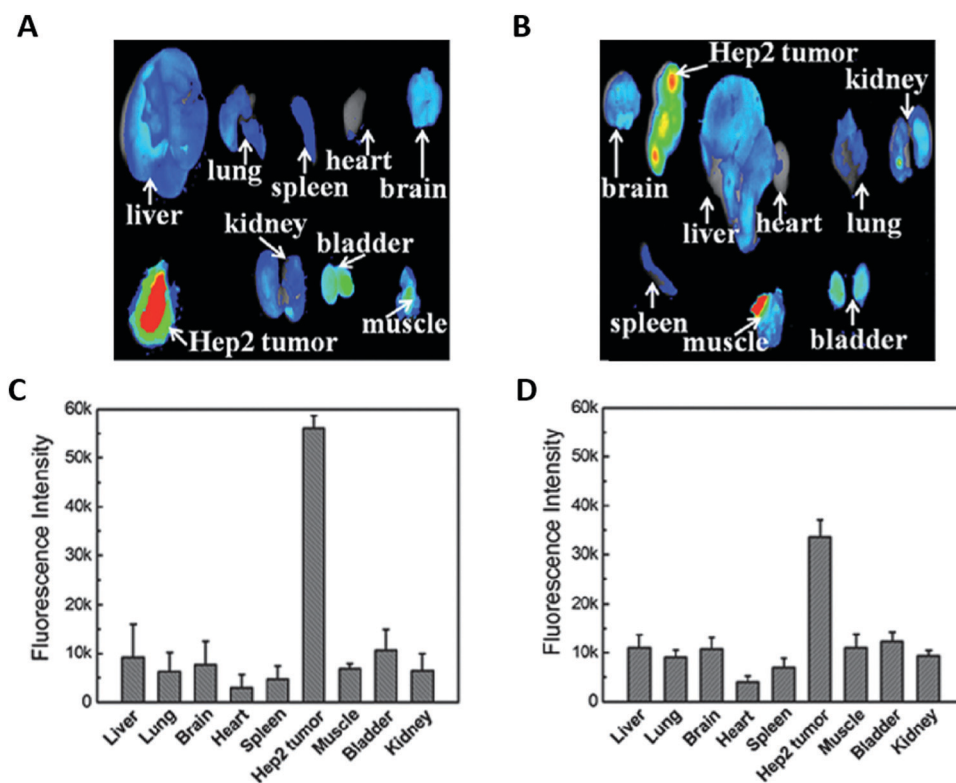 A
liver
lung
spleen
heart
brain
Hep2 tumor
kidney
bladder
muscle
B
Hep2 tumor
kidney
brain
liver
heart
lung
spleen
muscle
bladder
C
60k
50k
40k
30k
20k
10k
0
Fluorescence Intensity
Liver
Lung
Brain
Heart
Spleen
Hep2 tumor
Muscle
Bladder
Kidney
D
60k
50k
40k
30k
20k
10k
0
Fluorescence Intensity
Liver
Lung
Brain
Heart
Spleen
Hep2 tumor
Muscle
Bladder
Kidney